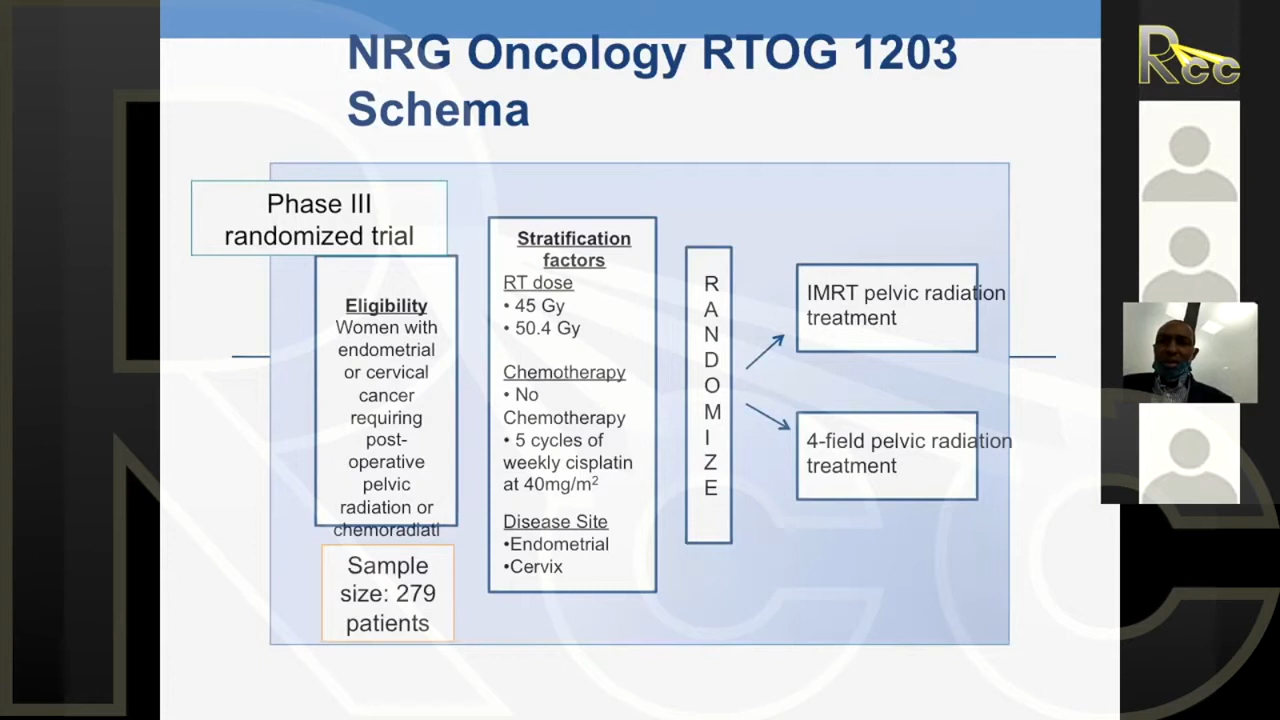 NRG Oncology RTOG 1203
Schema
Phase III
randomized trial
Eligibility
Women with
endometrial
or cervical
cancer
requiring
post-
operative
pelvic
radiation or
chemoradiati
Sample
size: 279
patients
Stratification
factors
RT dose
• 45 Gy
• 50.4 Gy
Chemotherapy
• No
Chemotherapy
• 5 cycles of
weekly cisplatin
at 40mg/m²
Disease Site
•Endometrial
•Cervix
R
A
N
D
O
M
I
Z
E
IMRT pelvic radiation
treatment
4-field pelvic radiation
treatment
Rcc